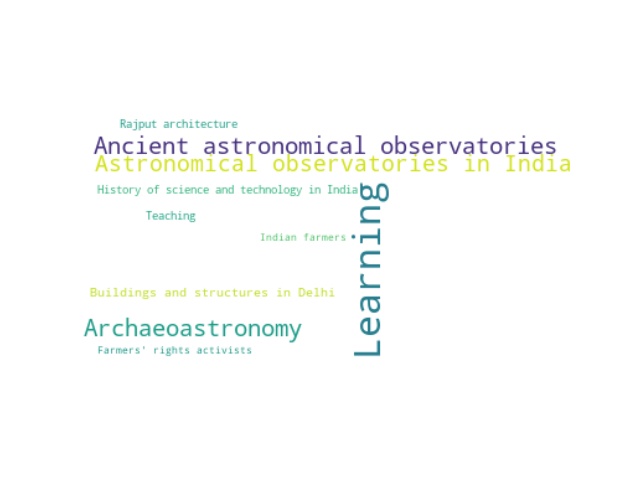 Rajput architecture
Ancient astronomical observatories
Astronomical observatories in India
History of science and technology in India
Teaching
Indian farmers
Learning
Buildings and structures in Delhi
Archaeoastronomy
Farmers' rights activists